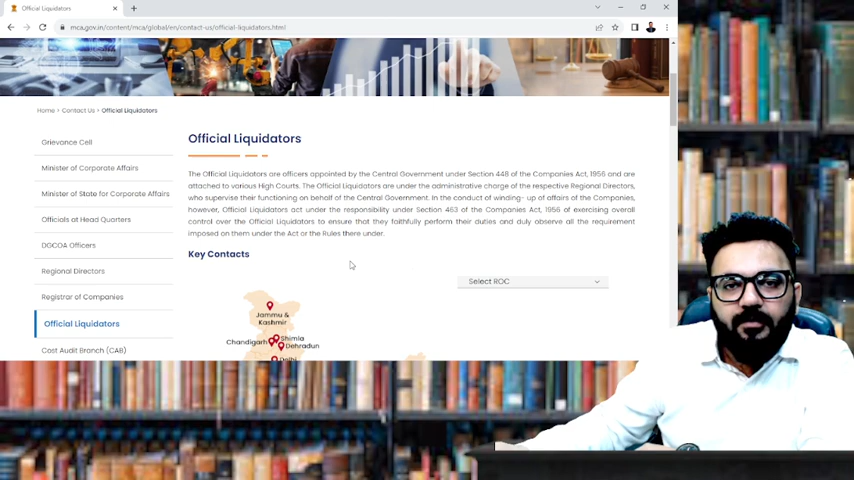 Official Liquidators
mca.gov.in/content/mca/global/en/contact-us/official-liquidators.html
Home > Contact Us > Official Liquidators
Grievance Cell
Minister of Corporate Affairs
Minister of State for Corporate Affairs
Officials at Head Quarters
DGCOA Officers
Regional Directors
Registrar of Companies
Official Liquidators
Cost Audit Branch (CAB)
Official Liquidators
The Official Liquidators are officers appointed by the Central Government under Section 448 of the Companies Act, 1956 and are
attached to various High Courts. The Official Liquidators are under the administrative charge of the respective Regional Directors,
who supervise their functioning on behalf of the Central Government. In the conduct of winding- up of affairs of the Companies,
however, Official Liquidators act under the responsibility under Section 463 of the Companies Act, 1956 of exercising overall
control over the Official Liquidators to ensure that they faithfully perform their duties and duly observe all the requirement
imposed on them under the Act or the Rules there under.
Key Contacts
Select ROC
Jammu &
Kashmir
Shimla
Chandigarh
Dehradun
Delhi